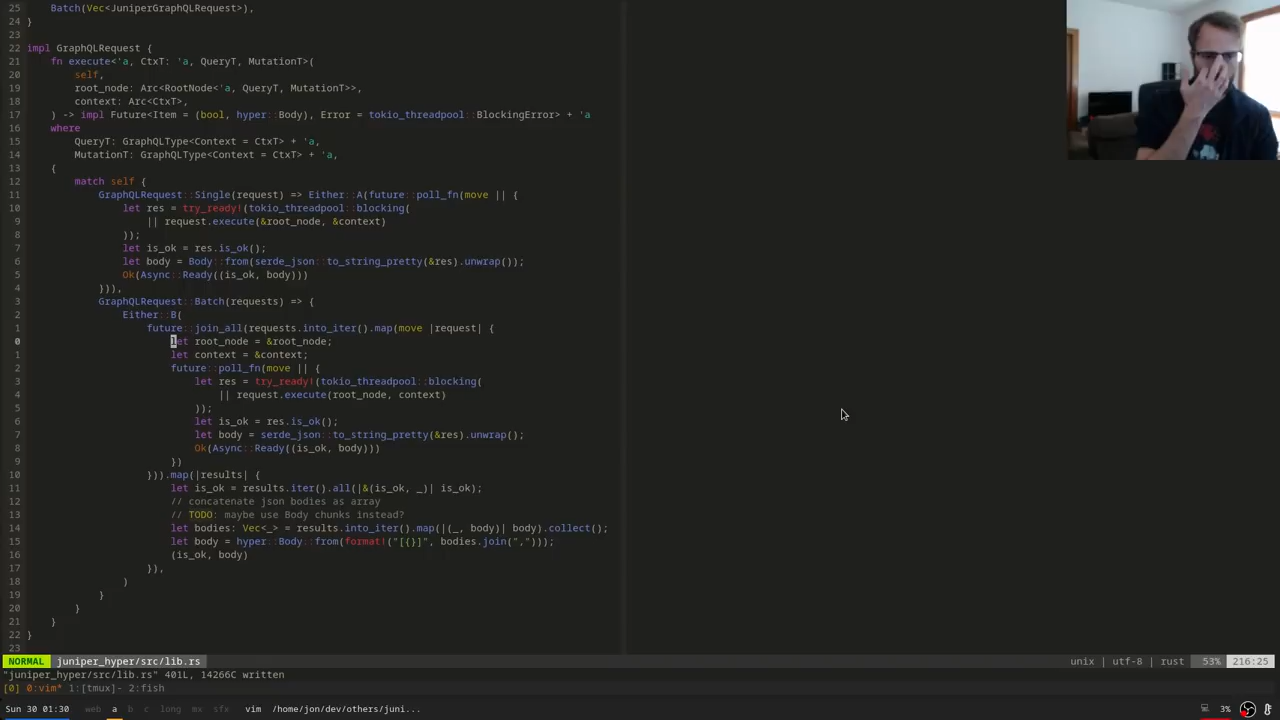 25     Batch(Vec<JuniperGraphQLRequest>),
24 }
23
22 impl GraphQLRequest {
21     fn execute<'a, CtxT: 'a, QueryT, MutationT>(
20         self,
19         root_node: Arc<RootNode<'a, QueryT, MutationT>>,
18         context: Arc<CtxT>,
17     ) -> impl Future<Item = (bool, hyper::Body), Error = tokio_threadpool::BlockingError> + 'a
16     where
15         QueryT: GraphQLType<Context = CtxT> + 'a,
14         MutationT: GraphQLType<Context = CtxT> + 'a,
13     {
12         match self {
11             GraphQLRequest::Single(request) => Either::A(future::poll_fn(move || {
10                 let res = try_ready!(tokio_threadpool::blocking(
9                     || request.execute(&root_node, &context)
8                 ));
7                 let is_ok = res.is_ok();
6                 let body = Body::from(serde_json::to_string_pretty(&res).unwrap());
5                 Ok(Async::Ready((is_ok, body)))
4             })),
3             GraphQLRequest::Batch(requests) => {
2                 Either::B(
1                     future::join_all(requests.into_iter().map(move |request| {
0                         let root_node = &root_node;
1                         let context = &context;
2                         future::poll_fn(move || {
3                             let res = try_ready!(tokio_threadpool::blocking(
4                                 || request.execute(root_node, context)
5                             ));
6                             let is_ok = res.is_ok();
7                             let body = serde_json::to_string_pretty(&res).unwrap();
8                             Ok(Async::Ready((is_ok, body)))
9                         })
10                     })).map(|results| {
11                         let is_ok = results.iter().all(|&(is_ok, _)| is_ok);
12                         // concatenate json bodies as array
13                         // TODO: maybe use Body chunks instead?
14                         let bodies: Vec<_> = results.into_iter().map(|(_, body)| body).collect();
15                         let body = hyper::Body::from(format!("[{}]", bodies.join(",")));
16                         (is_ok, body)
17                     }),
18                 )
19             }
20         }
21     }
22 }
23
NORMAL juniper_hyper/src/lib.rs unix | utf-8 | rust 53% 216:25
"juniper_hyper/src/lib.rs" 401L, 14266C written
[0] 0:vim* 1:[tmux]- 2:fish
Sun 30 01:30 web a b c long mx sfx vim /home/jon/dev/others/juni... 3%